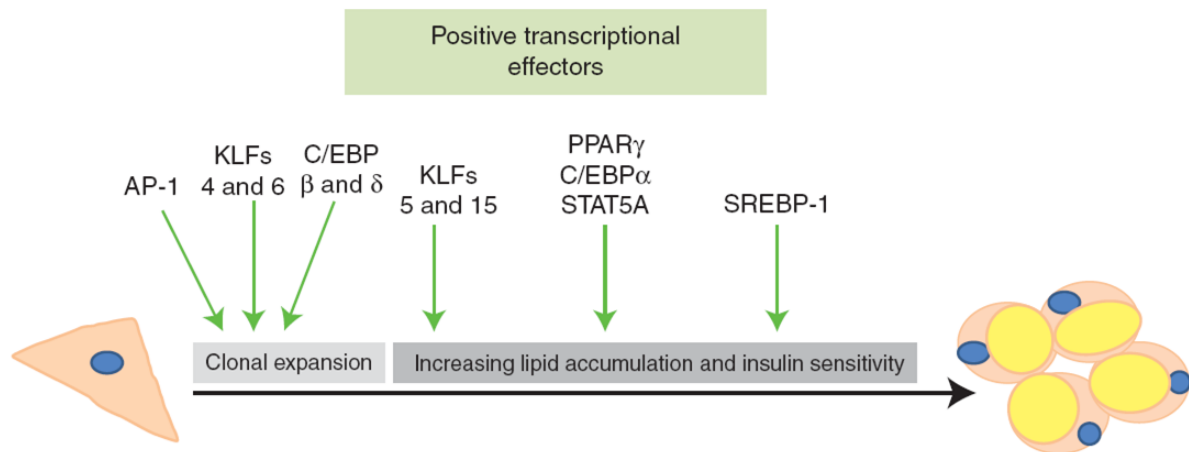 Positive transcriptional
effectors
AP-1
KLFs
4 and 6
C/EBP
β and δ
KLFs
5 and 15
PPARγ
C/EBPα
STAT5A
SREBP-1
Clonal expansion
Increasing lipid accumulation and insulin sensitivity